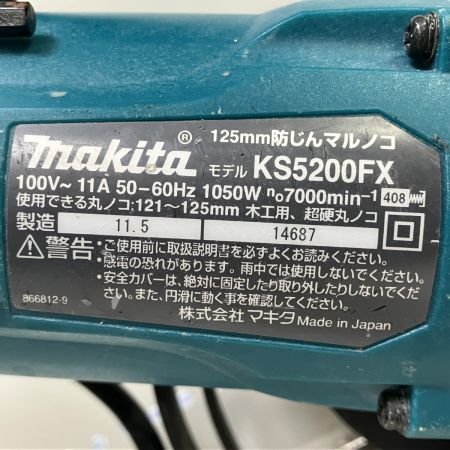 125mm防じんマルノコ
makita® モデル KS5200FX
100V～ 11A 50–60Hz 1050W n₀7000min⁻¹ 408
使用できる丸ノコ:121～125mm 木工用、超硬丸ノコ
製造 11.5 14687
⚠警告:・ご使用前に取扱説明書を必ずよくお読みください。
・感電の恐れがあります。雨中では使用しないでください。
・安全カバーは、絶対に固定したり取り外したりしないでく
ださい。また、円滑に動く事を確認してください。
866812-9
株式会社 マキタ Made in Japan